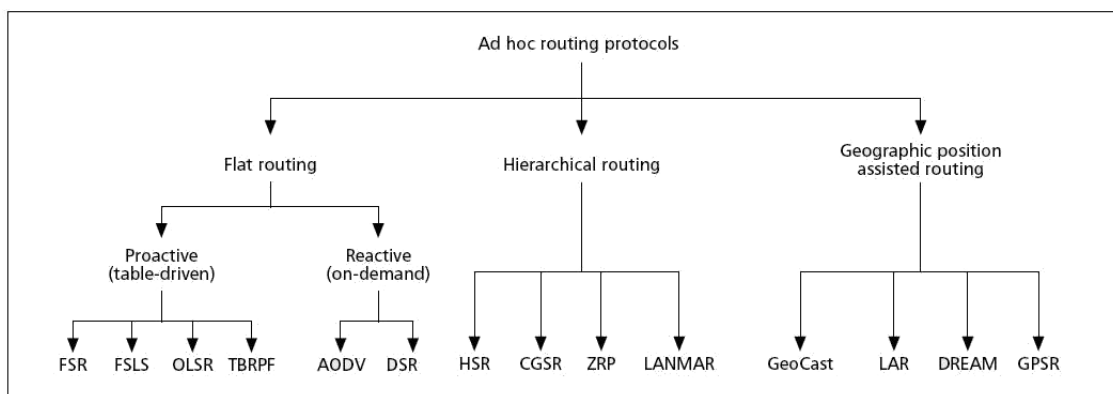 Ad hoc routing protocols
Flat routing
Hierarchical routing
Geographic position
assisted routing
Proactive
(table-driven)
Reactive
(on-demand)
FSR
FSLS
OLSR
TBRPF
AODV
DSR
HSR
CGSR
ZRP
LANMAR
GeoCast
LAR
DREAM
GPSR